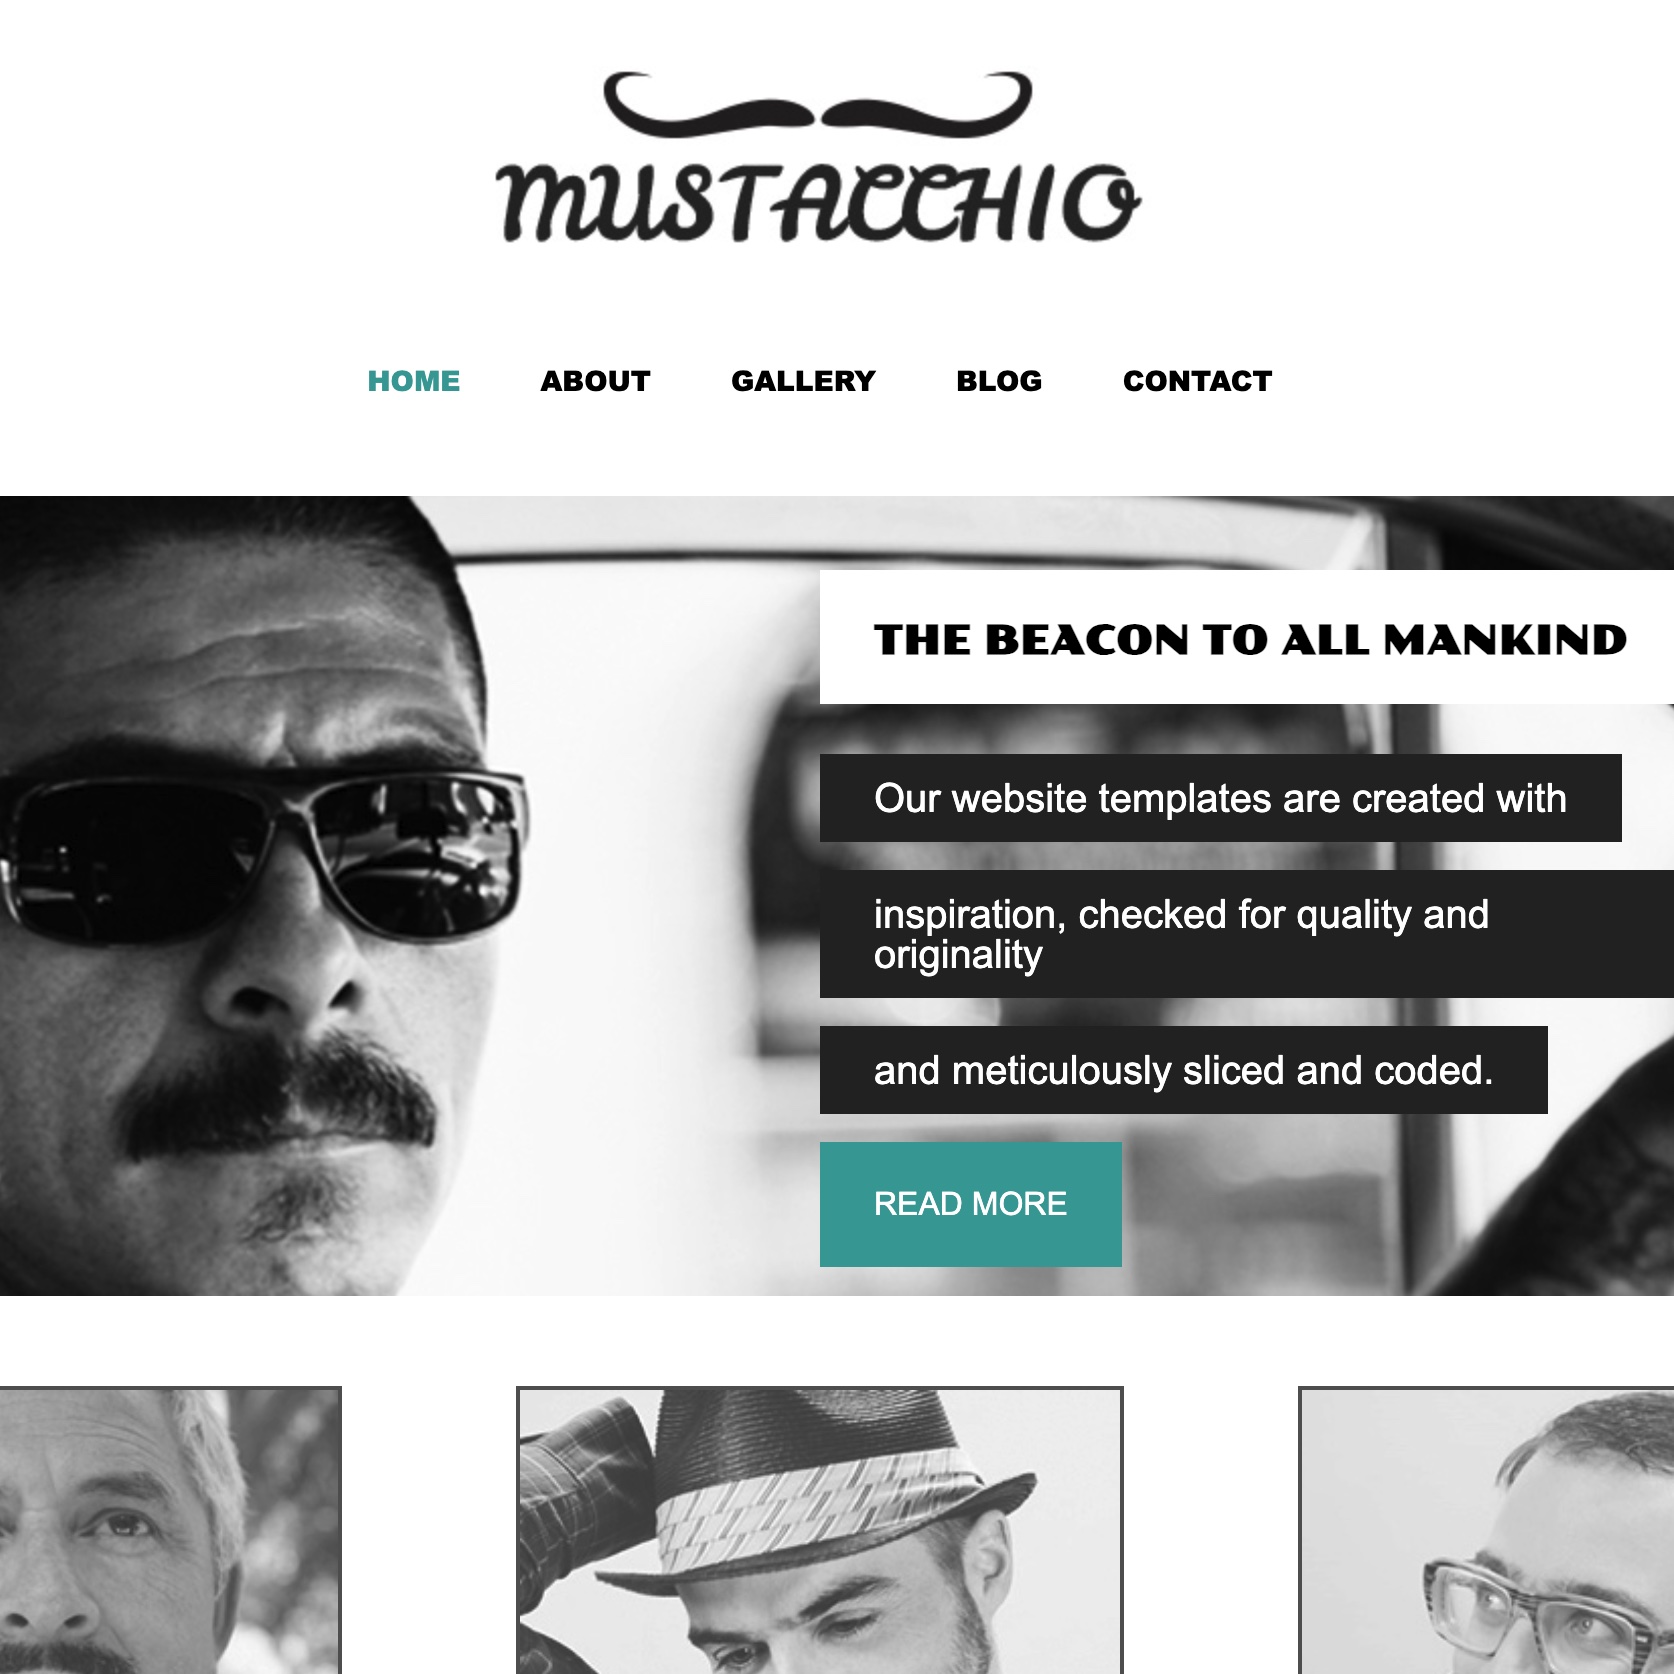 MUSTACCHIO
HOME ABOUT GALLERY BLOG CONTACT
THE BEACON TO ALL MANKIND
Our website templates are created with
inspiration, checked for quality and
originality
and meticulously sliced and coded.
READ MORE